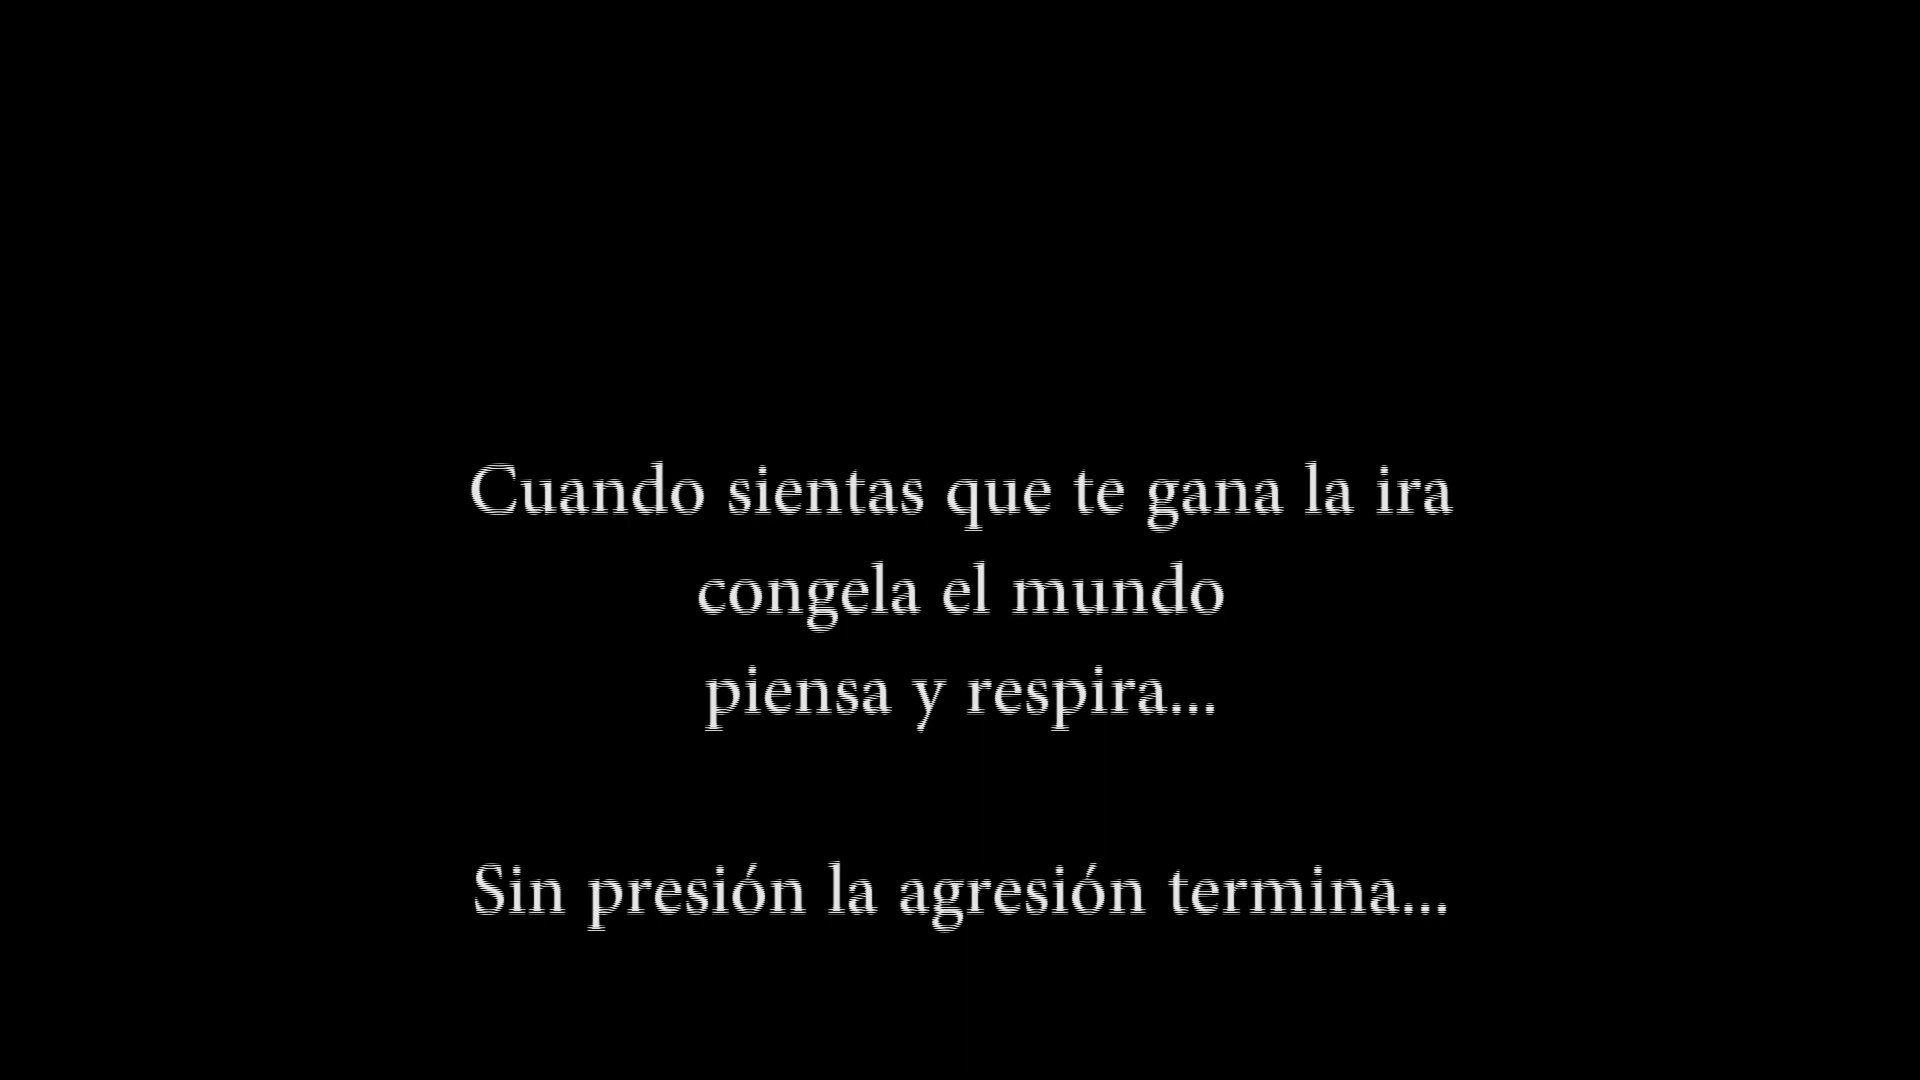 Cuando sientas que te gana la ira
congela el mundo
piensa y respira...
Sin presión la agresión termina...